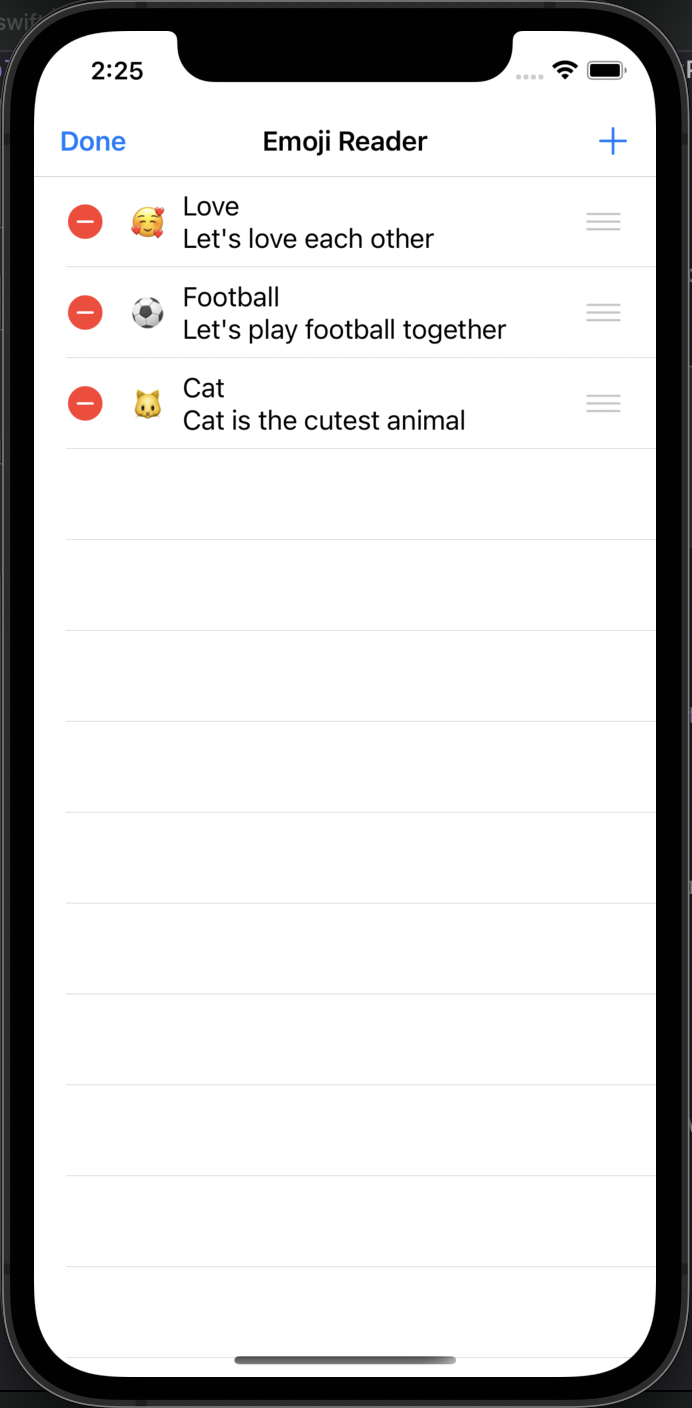 swift
2:25
Done Emoji Reader
Love
Let's love each other
Football
Let's play football together
Cat
Cat is the cutest animal